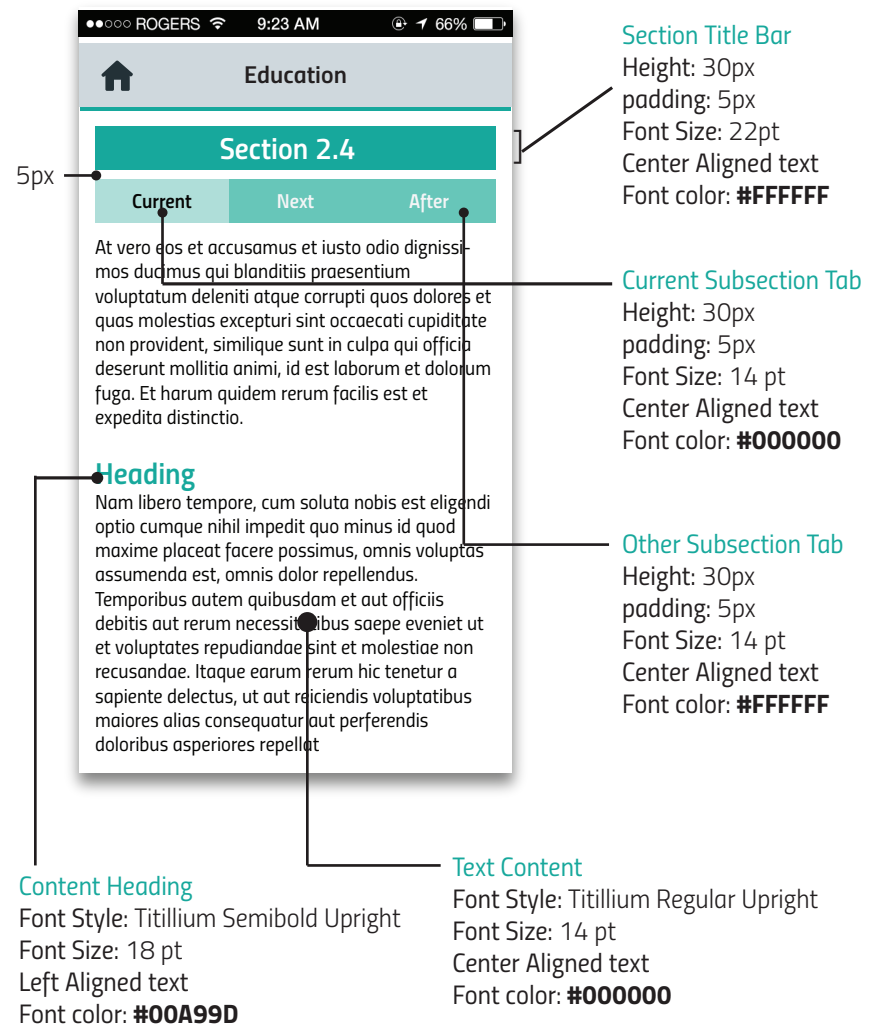 ROGERS 9:23 AM 66%
Education
Section 2.4
5px
Current Next After
At vero eos et accusamus et iusto odio dignissi-
mos ducimus qui blanditiis praesentium
voluptatum deleniti atque corrupti quos dolores et
quas molestias excepturi sint occaecati cupiditate
non provident, similique sunt in culpa qui officia
deserunt mollitia animi, id est laborum et dolorum
fuga. Et harum quidem rerum facilis est et
expedita distinctio.
Heading
Nam libero tempore, cum soluta nobis est eligendi
optio cumque nihil impedit quo minus id quod
maxime placeat facere possimus, omnis voluptas
assumenda est, omnis dolor repellendus.
Temporibus autem quibusdam et aut officiis
debitis aut rerum necessitatibus saepe eveniet ut
et voluptates repudiandae sint et molestiae non
recusandae. Itaque earum rerum hic tenetur a
sapiente delectus, ut aut reiciendis voluptatibus
maiores alias consequatur aut perferendis
doloribus asperiores repellat
Section Title Bar
Height: 30px
padding: 5px
Font Size: 22pt
Center Aligned text
Font color: #FFFFFF
Current Subsection Tab
Height: 30px
padding: 5px
Font Size: 14 pt
Center Aligned text
Font color: #000000
Other Subsection Tab
Height: 30px
padding: 5px
Font Size: 14 pt
Center Aligned text
Font color: #FFFFFF
Content Heading
Font Style: Titillium Semibold Upright
Font Size: 18 pt
Left Aligned text
Font color: #00A99D
Text Content
Font Style: Titillium Regular Upright
Font Size: 14 pt
Center Aligned text
Font color: #000000